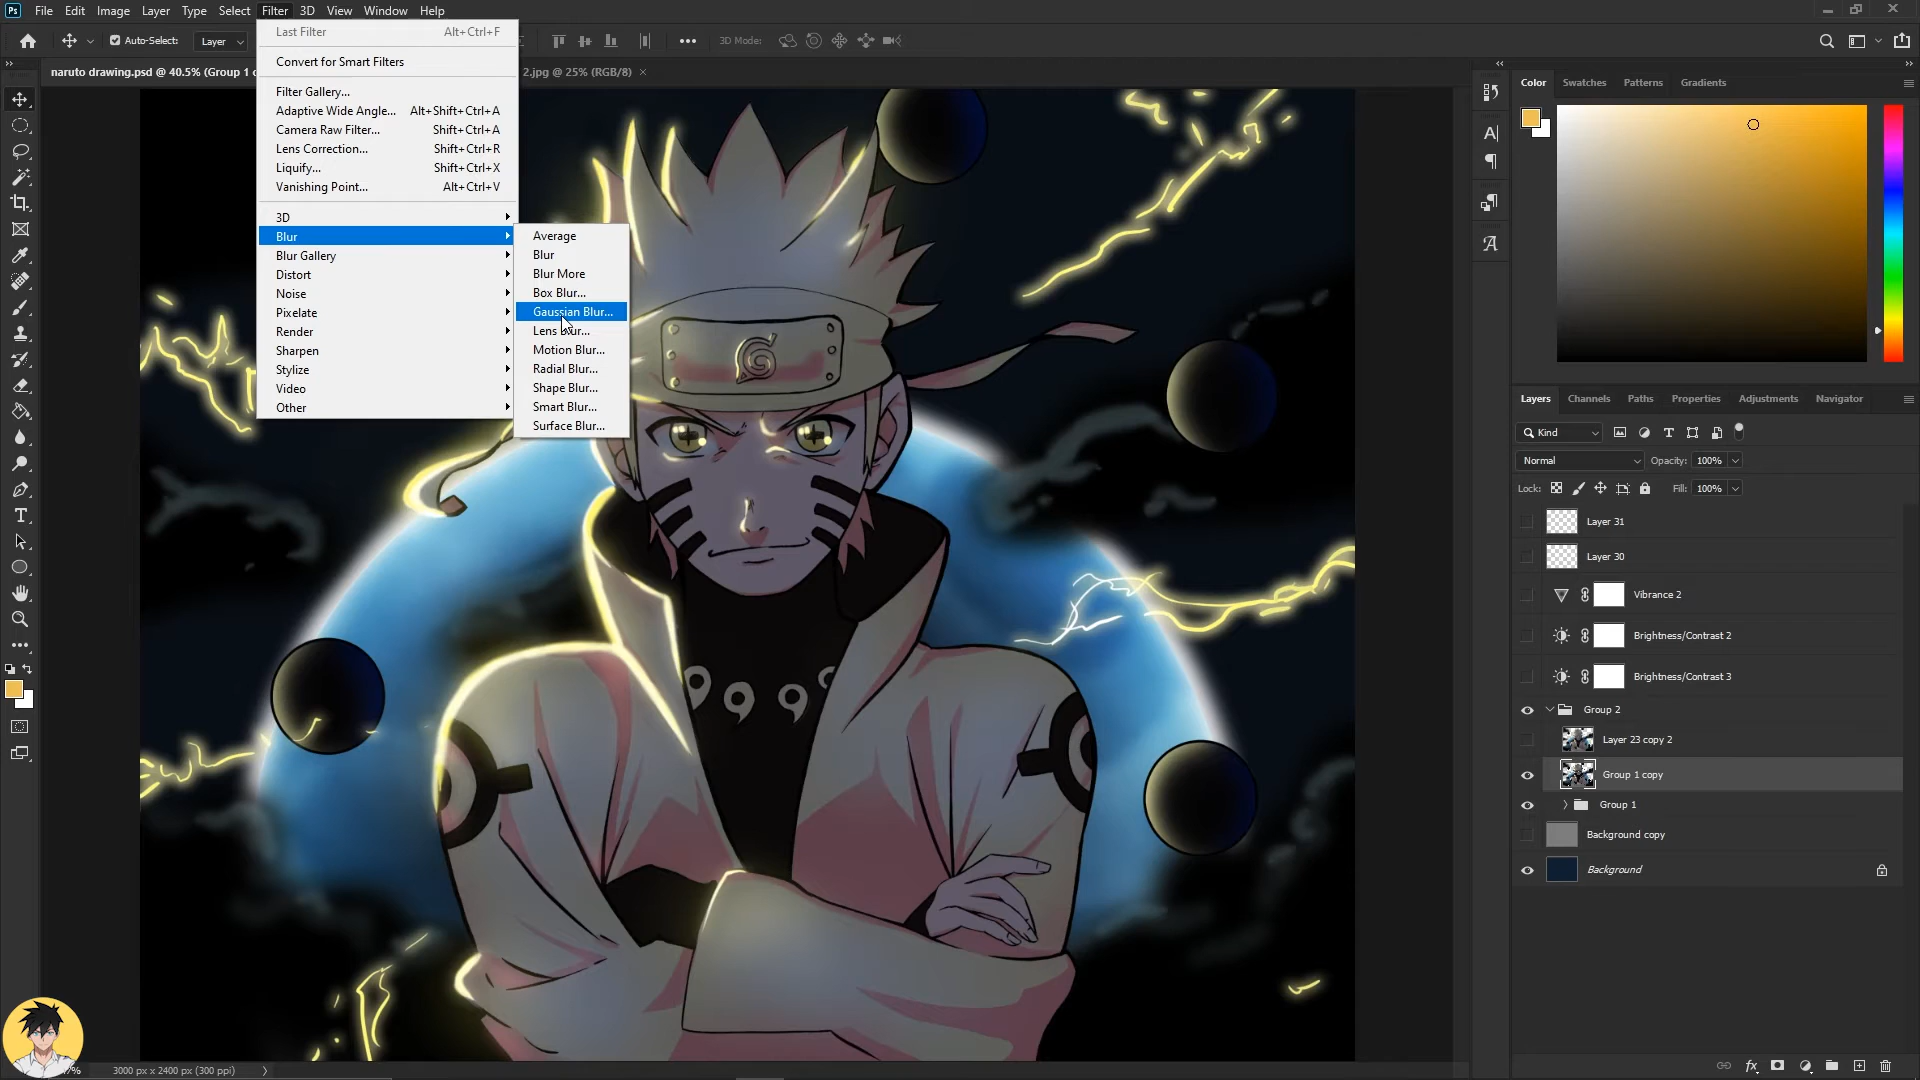 Ps File Edit Image Layer Type Select Filter 3D View Window Help
Auto-Select: Layer 3D Mode:
naruto drawing.psd @ 40.5% (Group 1 c 2.jpg @ 25% (RGB/8) ×
Last Filter Alt+Ctrl+F
Convert for Smart Filters
Filter Gallery...
Adaptive Wide Angle... Alt+Shift+Ctrl+A
Camera Raw Filter... Shift+Ctrl+A
Lens Correction... Shift+Ctrl+R
Liquify... Shift+Ctrl+X
Vanishing Point... Alt+Ctrl+V
3D
Blur
Blur Gallery
Distort
Noise
Pixelate
Render
Sharpen
Stylize
Video
Other
Average
Blur
Blur More
Box Blur...
Gaussian Blur...
Lens Blur...
Motion Blur...
Radial Blur...
Shape Blur...
Smart Blur...
Surface Blur...
Color Swatches Patterns Gradients
Layers Channels Paths Properties Adjustments Navigator
Kind
Normal Opacity: 100%
Lock: Fill: 100%
Layer 31
Layer 30
Vibrance 2
Brightness/Contrast 2
Brightness/Contrast 3
Group 2
Layer 23 copy 2
Group 1 copy
Group 1
Background copy
Background
3000 px x 2400 px (300 ppi)